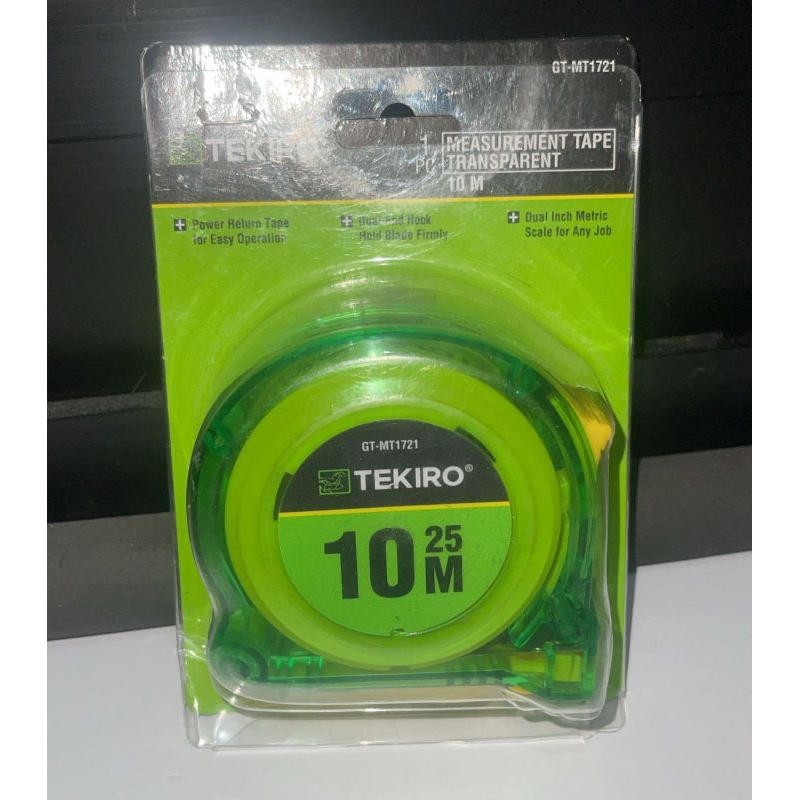 GT-MT1721
TEKIRO
1 PC
MEASUREMENT TAPE
TRANSPARENT
10 M
Power Return Tape
for Easy Operation
Dual End Hook
Hold Blade Firmly
Dual Inch Metric
Scale for Any Job
GT-MT1721
TEKIRO®
10 M 25